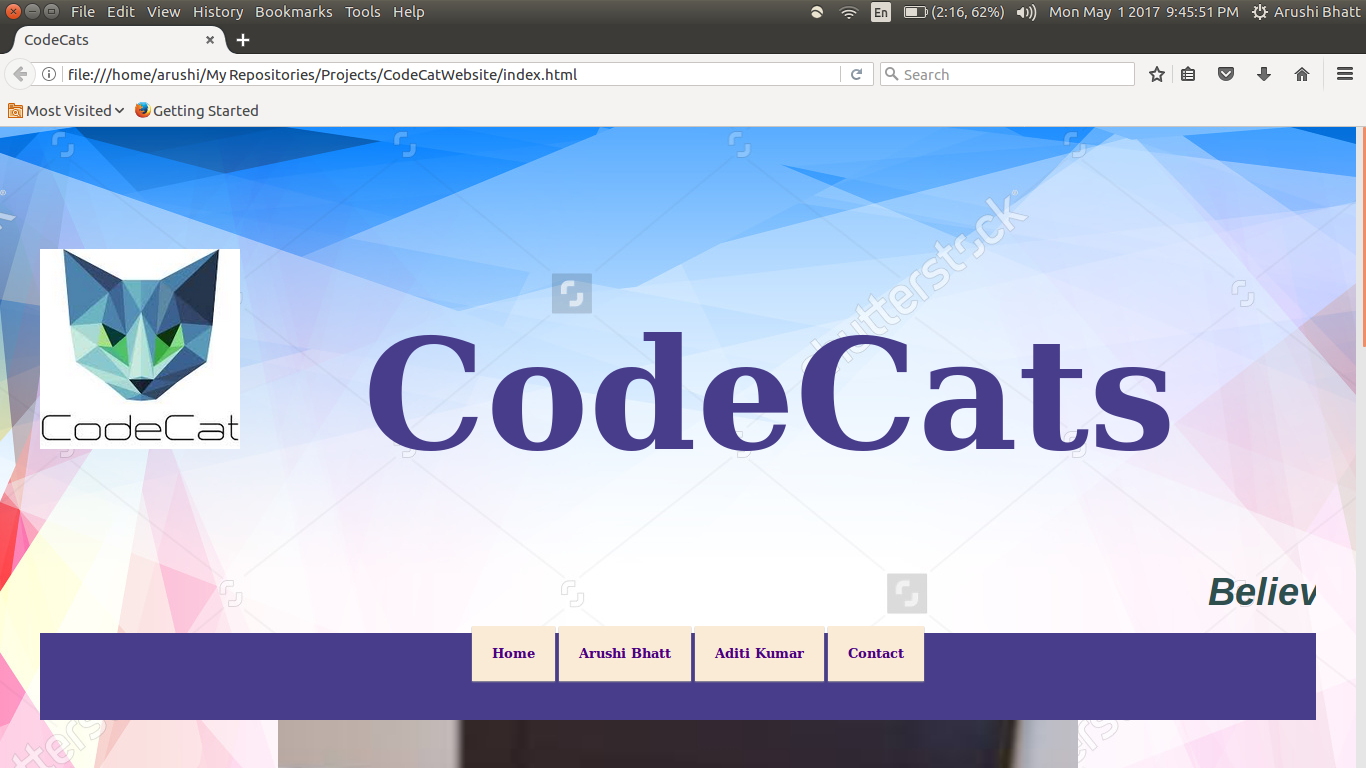 File Edit View History Bookmarks Tools Help En (2:16, 62%) Mon May 1 2017 9:45:51 PM Arushi Bhatt
CodeCats × +
file:///home/arushi/My Repositories/Projects/CodeCatWebsite/index.html Search
Most Visited Getting Started
shutterstock
CodeCat
CodeCats
Believ
Home Arushi Bhatt Aditi Kumar Contact